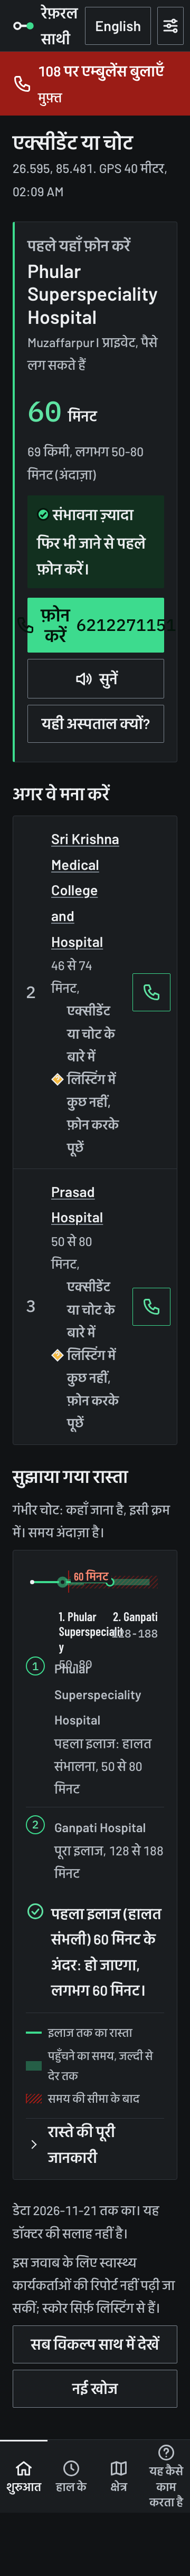 रेफ़रल
साथी
English
108 पर एम्बुलेंस बुलाएँ
मुफ़्त
एक्सीडेंट या चोट
26.595, 85.481. GPS 40 मीटर,
02:09 AM
पहले यहाँ फ़ोन करें
Phular
Superspeciality
Hospital
Muzaffarpur। प्राइवेट, पैसे
लग सकते हैं
60 मिनट
69 किमी, लगभग 50-80
मिनट (अंदाज़ा)
संभावना ज़्यादा
फिर भी जाने से पहले
फ़ोन करें।
फ़ोन
करें
6212271151
सुनें
यही अस्पताल क्यों?
अगर वे मना करें
2
Sri Krishna
Medical
College
and
Hospital
46 से 74
मिनट,
एक्सीडेंट
या चोट के
बारे में
लिस्टिंग में
कुछ नहीं,
फ़ोन करके
पूछें
3
Prasad
Hospital
50 से 80
मिनट,
एक्सीडेंट
या चोट के
बारे में
लिस्टिंग में
कुछ नहीं,
फ़ोन करके
पूछें
सुझाया गया रास्ता
गंभीर चोट: कहाँ जाना है, इसी क्रम
में। समय अंदाज़ा है।
60 मिनट
1. Phular
Superspeciality
50-80
2. Ganpati
128-188
1
Phular
Superspeciality
Hospital
पहला इलाज: हालत
संभालना, 50 से 80
मिनट
2
Ganpati Hospital
पूरा इलाज, 128 से 188
मिनट
पहला इलाज (हालत
संभली) 60 मिनट के
अंदर: हो जाएगा,
लगभग 60 मिनट।
इलाज तक का रास्ता
पहुँचने का समय, जल्दी से
देर तक
समय की सीमा के बाद
रास्ते की पूरी
जानकारी
डेटा 2026-11-21 तक का। यह
डॉक्टर की सलाह नहीं है।
इस जवाब के लिए स्वास्थ्य
कार्यकर्ताओं की रिपोर्ट नहीं पढ़ी जा
सकीं; स्कोर सिर्फ़ लिस्टिंग से हैं।
सब विकल्प साथ में देखें
नई खोज
शुरुआत
हाल के
क्षेत्र
यह कैसे
काम
करता है